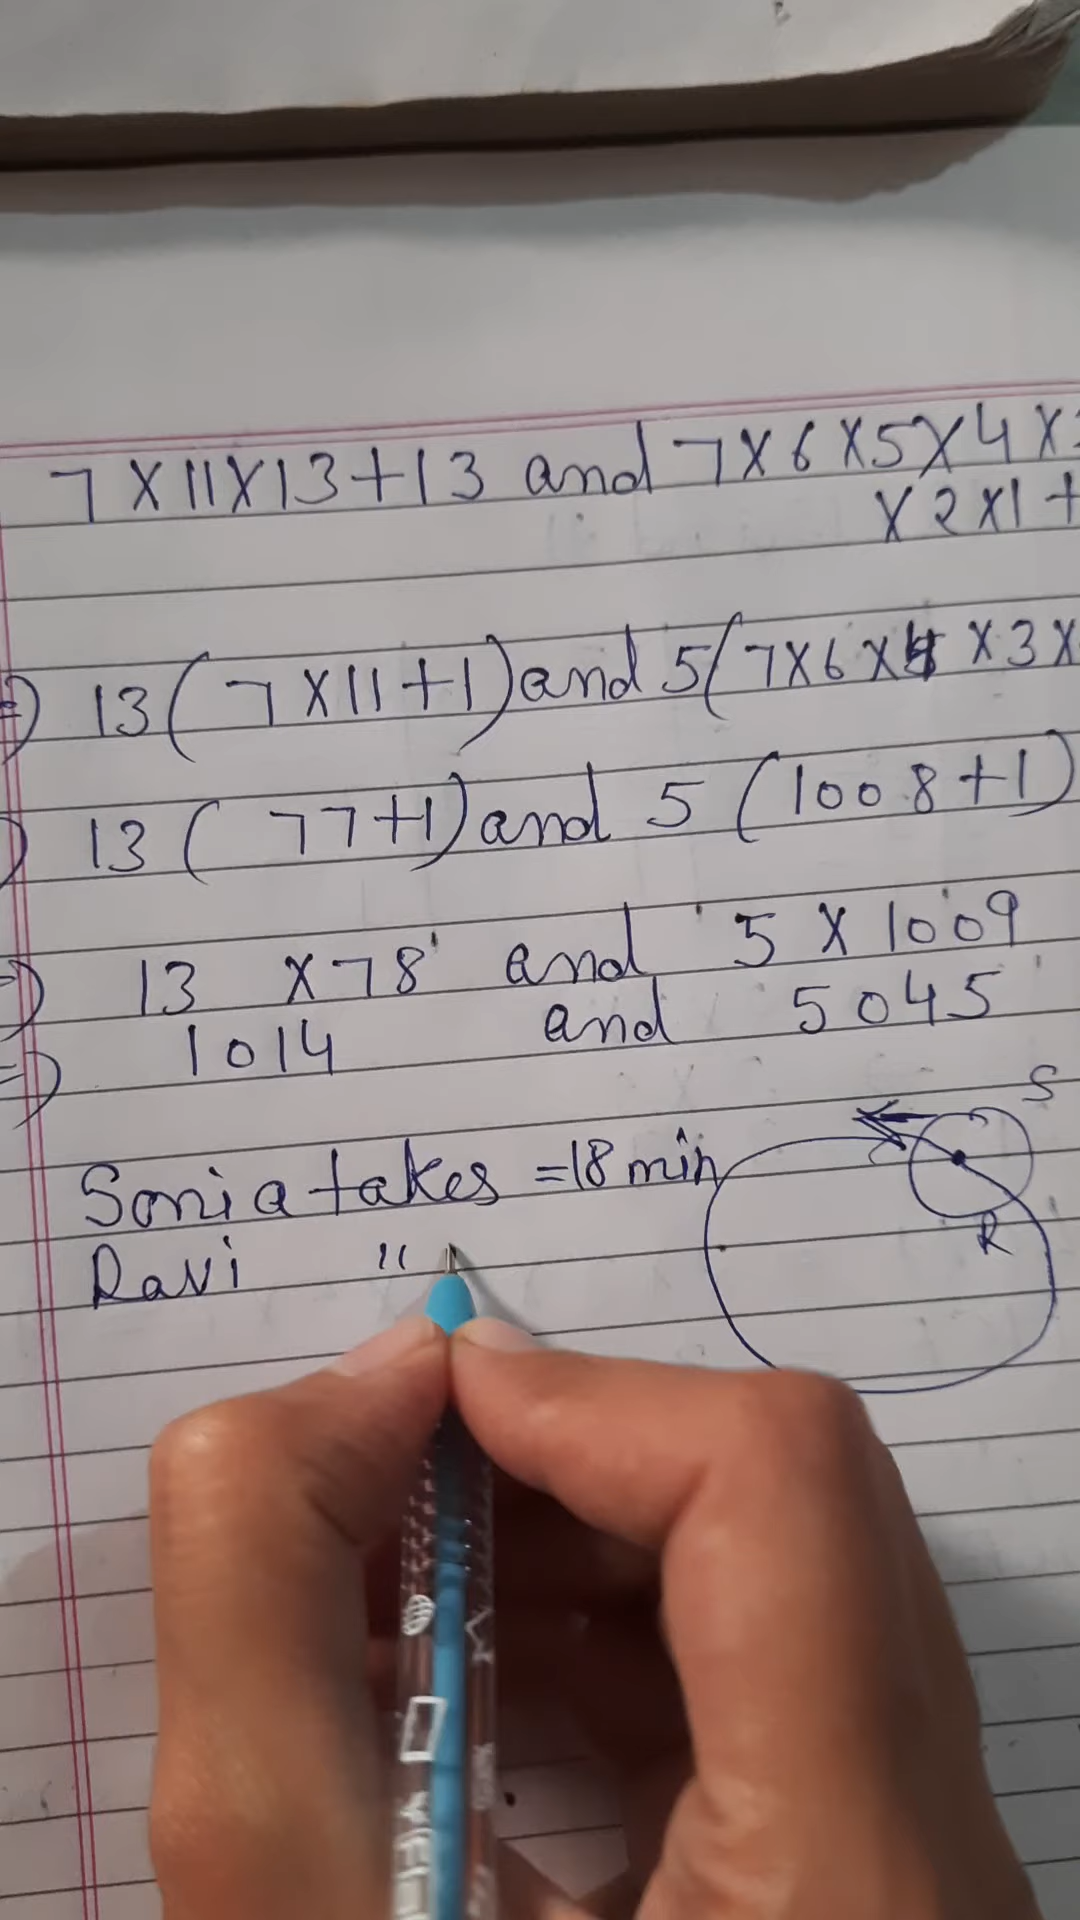 7 X 11 X 13 + 13 and 7 X 6 X 5 X 4 X
X 2 X 1 +
=) 13 ( 7 X 11 + 1 ) and 5 ( 7 X 6 X 4 X 3 X
) 13 ( 77 + 1 ) and 5 ( 1008 + 1 )
=) 13 X 78 and 5 X 1009
=) 1014 and 5045
S
Sonia takes = 18 min
R
Ravi "